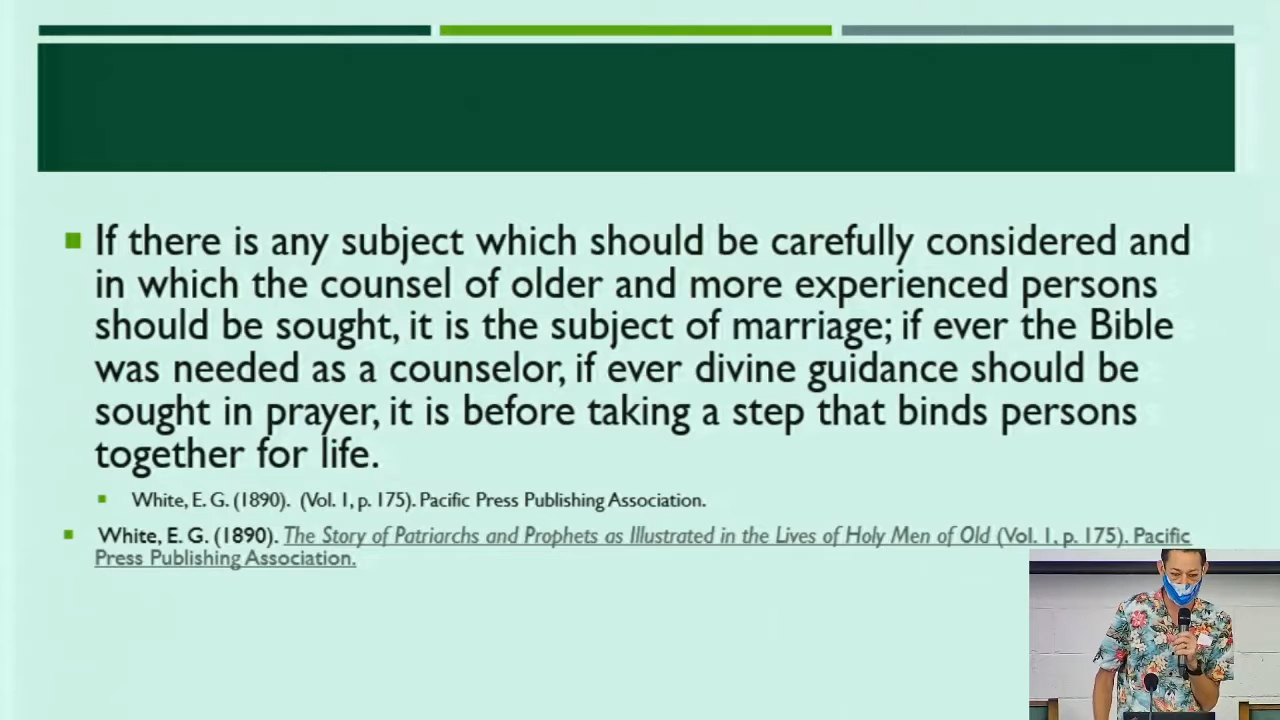 If there is any subject which should be carefully considered and
in which the counsel of older and more experienced persons
should be sought, it is the subject of marriage; if ever the Bible
was needed as a counselor, if ever divine guidance should be
sought in prayer, it is before taking a step that binds persons
together for life.
White, E. G. (1890). (Vol. 1, p. 175). Pacific Press Publishing Association.
White, E. G. (1890). The Story of Patriarchs and Prophets as Illustrated in the Lives of Holy Men of Old (Vol. 1, p. 175). Pacific
Press Publishing Association.